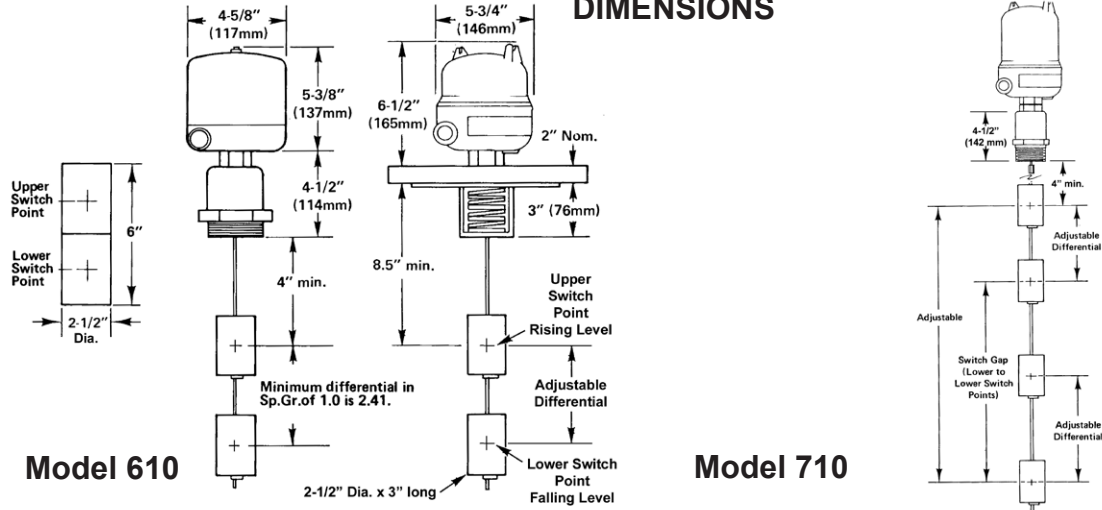 DIMENSIONS
4-5/8"
(117mm)
5-3/8"
(137mm)
4-1/2"
(114mm)
Upper
Switch
Point
Lower
Switch
Point
6"
2-1/2"
Dia.
4" min.
Minimum differential in
Sp.Gr.of 1.0 is 2.41.
Model 610
5-3/4"
(146mm)
6-1/2"
(165mm)
2" Nom.
3" (76mm)
8.5" min.
Upper
Switch
Point
Rising Level
Adjustable
Differential
Lower Switch
Point
Falling Level
2-1/2" Dia. x 3" long
Model 710
4-1/2"
(142 mm)
4" min.
Adjustable
Differential
Adjustable
Switch Gap
(Lower to
Lower Switch
Points)
Adjustable
Differential